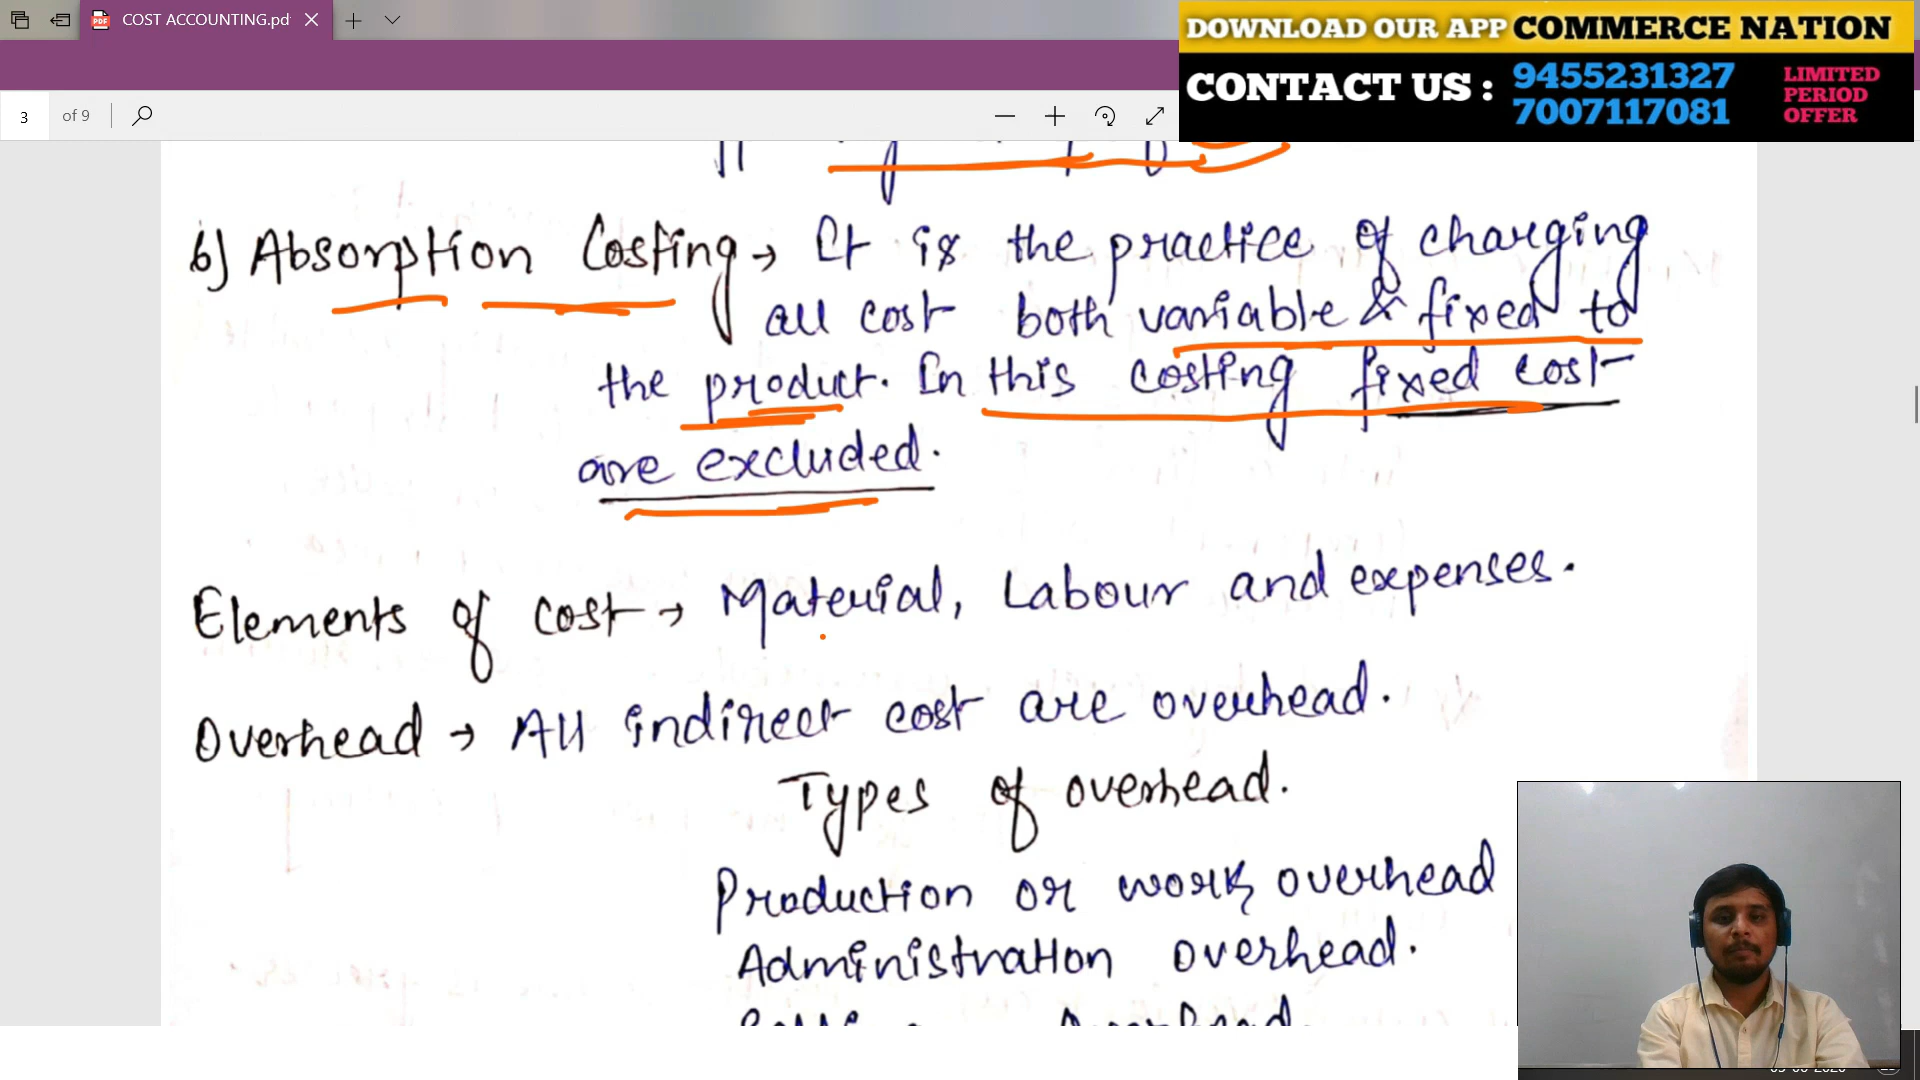 COST ACCOUNTING.pd
DOWNLOAD OUR APP COMMERCE NATION
CONTACT US : 9455231327
7007117081
LIMITED
PERIOD
OFFER
3 of 9
b) Absorption Costing → It is the practice of charging
all cost both variable & fixed to
the product. In this costing fixed cost
are excluded.
Elements of cost → Material, Labour and expenses.
Overhead → All indirect cost are overhead.
Types of overhead.
Production or work overhead
Administration overhead.